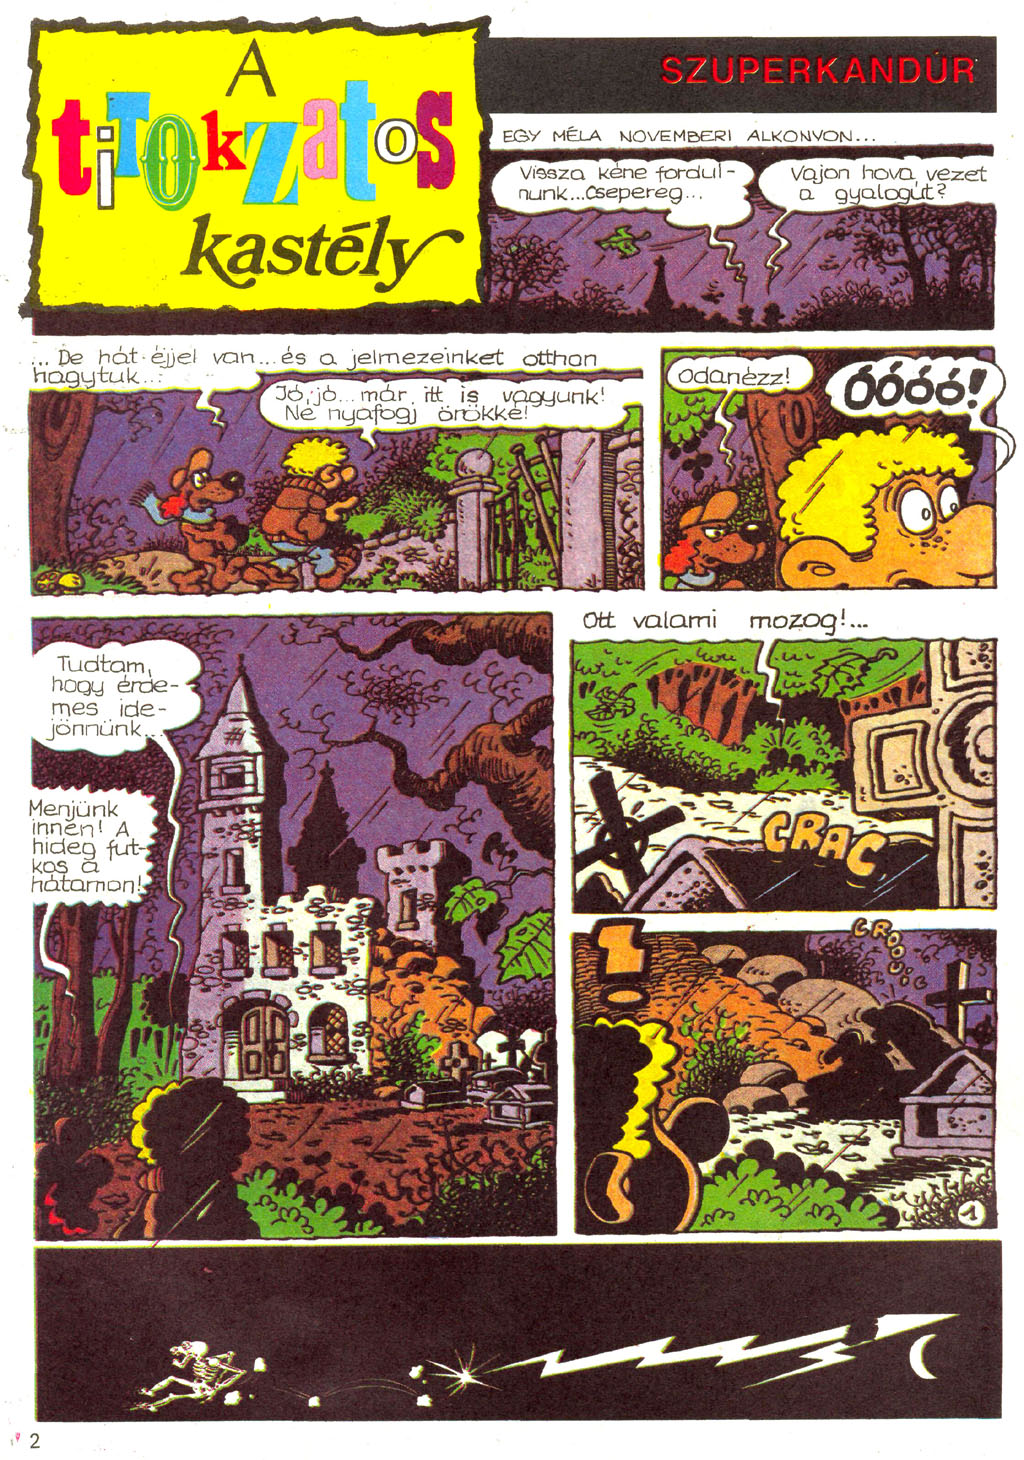 A
titokzatos
kastély
SZUPERKANDÚR
EGY MÉLA NOVEMBERI ALKONYON...
Vissza kéne fordul-
nunk...Csepereg...
Vajon hova vezet
a gyalogút?
... De hát éjjel van...és a jelmezeinket otthon
hagytuk...
Jó, jó... már itt is vagyunk!
Ne nyafogj örökké!
Odanézz!
ÓÓÓÓ!
Tudtam,
hogy érde-
mes ide-
jönnünk...
Menjünk
innen! A
hideg fut-
kos a
hátamon!
Ott valami mozog!...
CRAC
!
GROOOOG
1
2